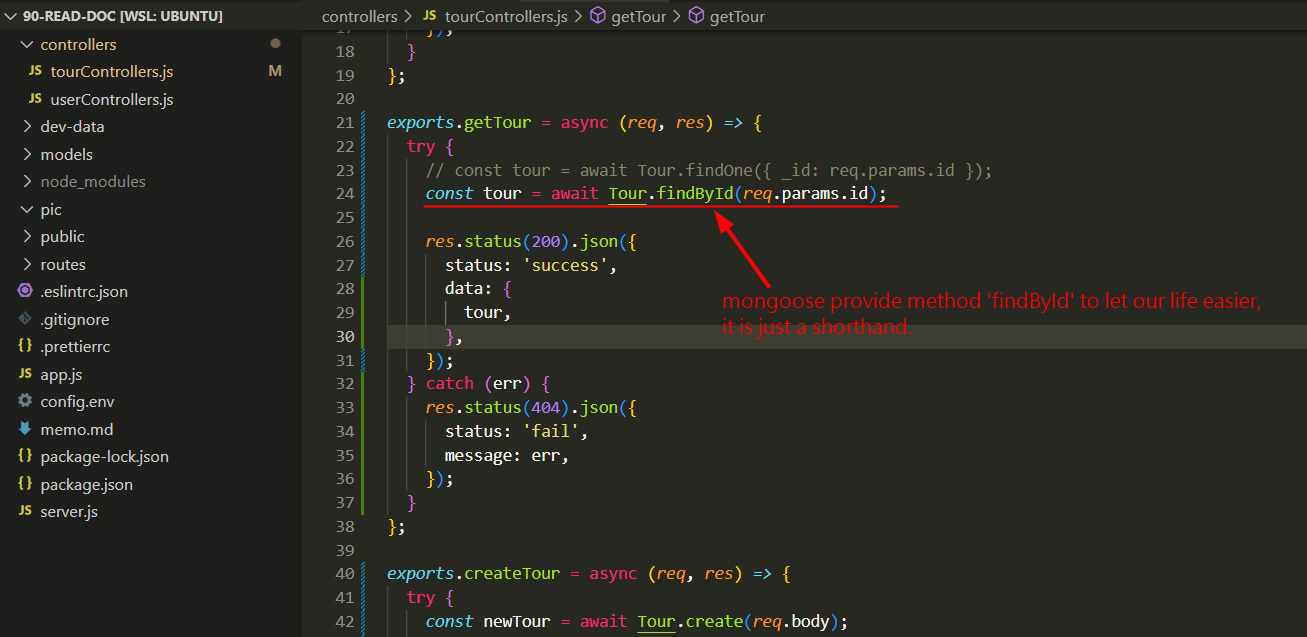 90-READ-DOC [WSL: UBUNTU]
controllers
JS tourControllers.js M
JS userControllers.js
dev-data
models
node_modules
pic
public
routes
.eslintrc.json
.gitignore
{} .prettierrc
JS app.js
config.env
memo.md
{} package-lock.json
{} package.json
JS server.js
controllers > JS tourControllers.js > getTour > getTour
17 });
18 }
19 };
20
21 exports.getTour = async (req, res) => {
22 try {
23 // const tour = await Tour.findOne({ _id: req.params.id });
24 const tour = await Tour.findById(req.params.id);
25
26 res.status(200).json({
27 status: 'success',
28 data: {
29 tour,
30 },
31 });
32 } catch (err) {
33 res.status(404).json({
34 status: 'fail',
35 message: err,
36 });
37 }
38 };
39
40 exports.createTour = async (req, res) => {
41 try {
42 const newTour = await Tour.create(req.body);
mongoose provide method 'findById' to let our life easier,
it is just a shorthand.